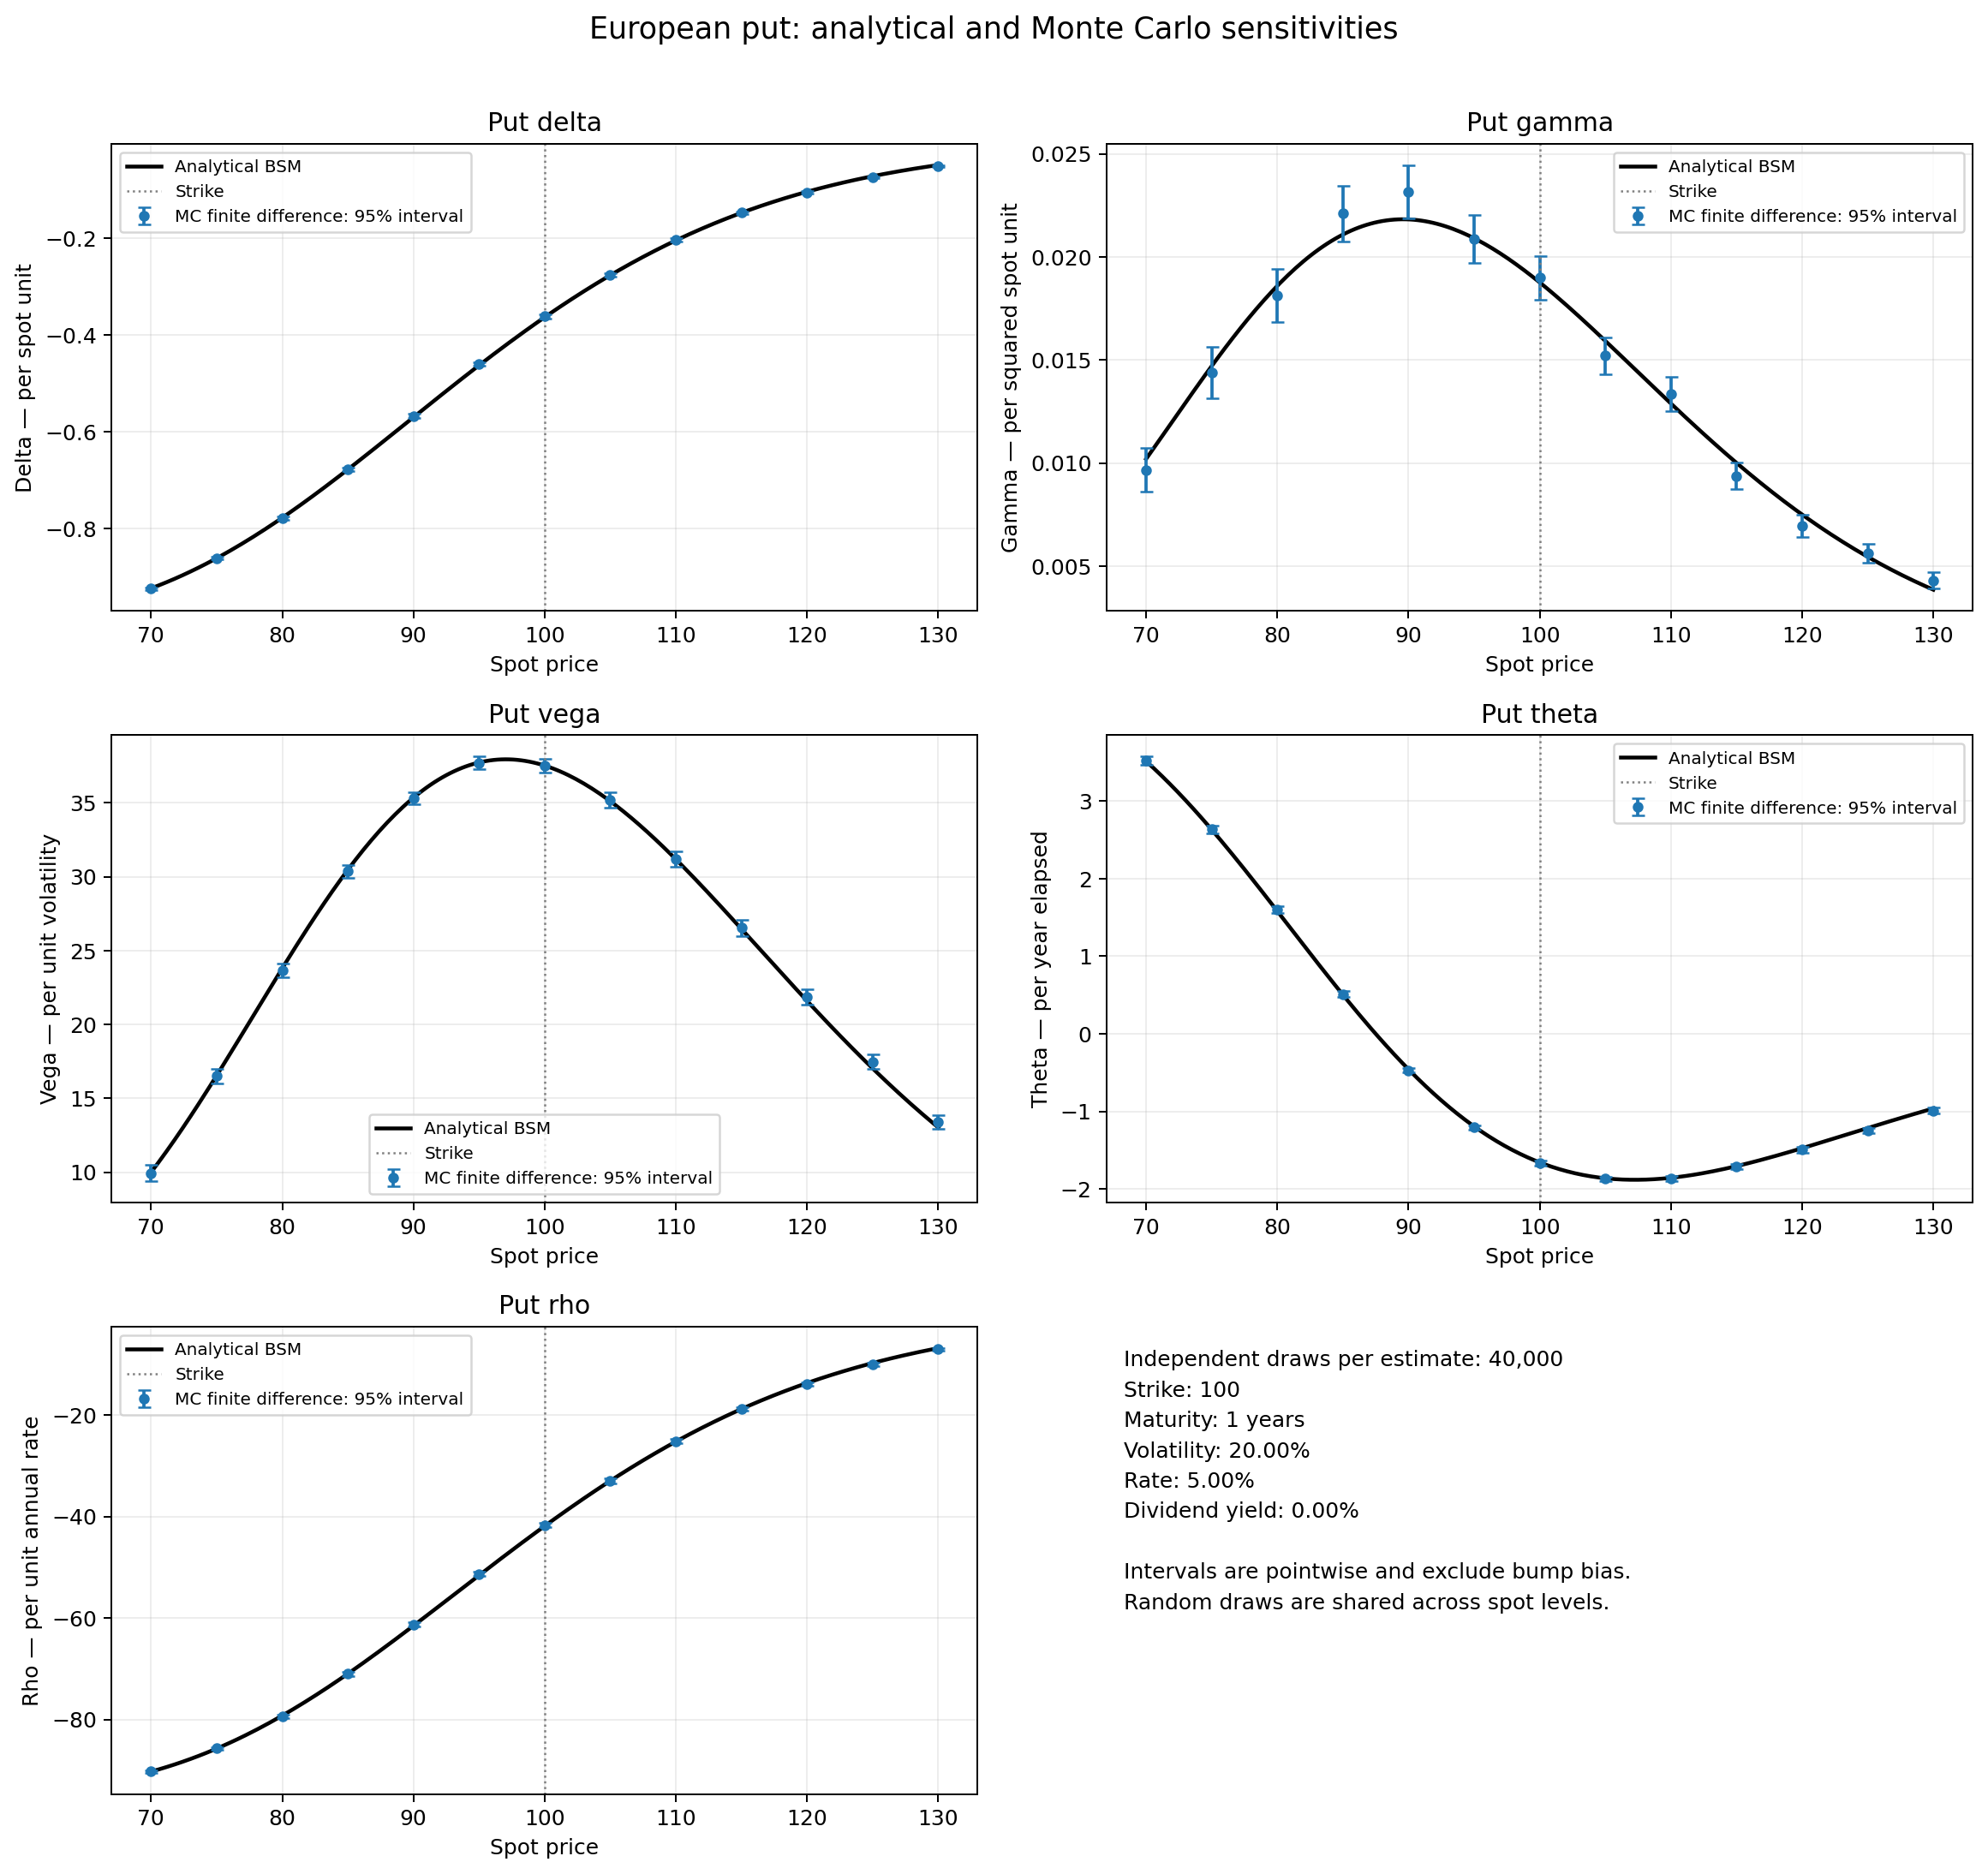 European put: analytical and Monte Carlo sensitivities
Put delta
Delta — per spot unit
−0.2
−0.4
−0.6
−0.8
Analytical BSM
Strike
MC finite difference: 95% interval
70 80 90 100 110 120 130
Spot price
Put gamma
Gamma — per squared spot unit
0.025
0.020
0.015
0.010
0.005
Analytical BSM
Strike
MC finite difference: 95% interval
70 80 90 100 110 120 130
Spot price
Put vega
Vega — per unit volatility
35
30
25
20
15
10
Analytical BSM
Strike
MC finite difference: 95% interval
70 80 90 100 110 120 130
Spot price
Put theta
Theta — per year elapsed
3
2
1
0
−1
−2
Analytical BSM
Strike
MC finite difference: 95% interval
70 80 90 100 110 120 130
Spot price
Put rho
Rho — per unit annual rate
−20
−40
−60
−80
Analytical BSM
Strike
MC finite difference: 95% interval
70 80 90 100 110 120 130
Spot price
Independent draws per estimate: 40,000
Strike: 100
Maturity: 1 years
Volatility: 20.00%
Rate: 5.00%
Dividend yield: 0.00%
Intervals are pointwise and exclude bump bias.
Random draws are shared across spot levels.